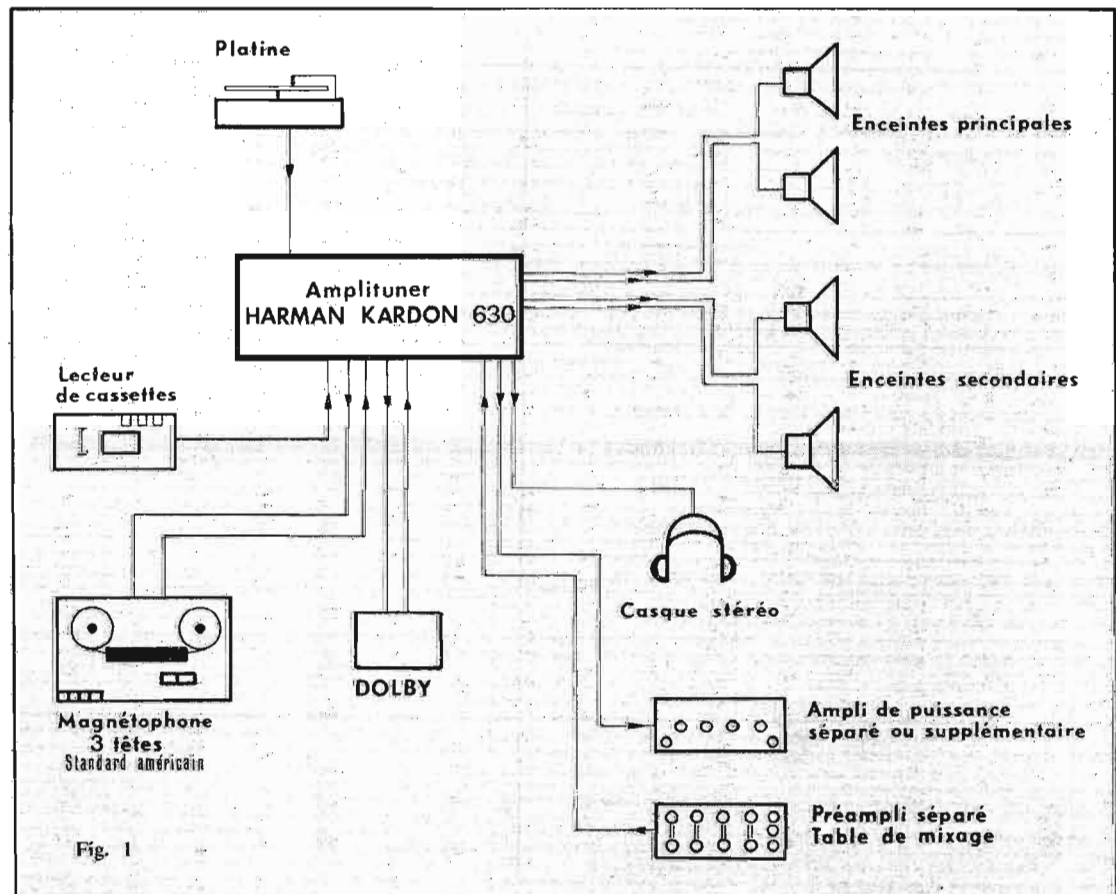 Platine
Enceintes principales
Amplituner
HARMAN KARDON 630
Lecteur
de cassettes
Enceintes secondaires
Casque stéréo
DOLBY
Magnétophone
3 têtes
Standard américain
Ampli de puissance
séparé ou supplémentaire
Préampli séparé
Table de mixage
Fig. 1